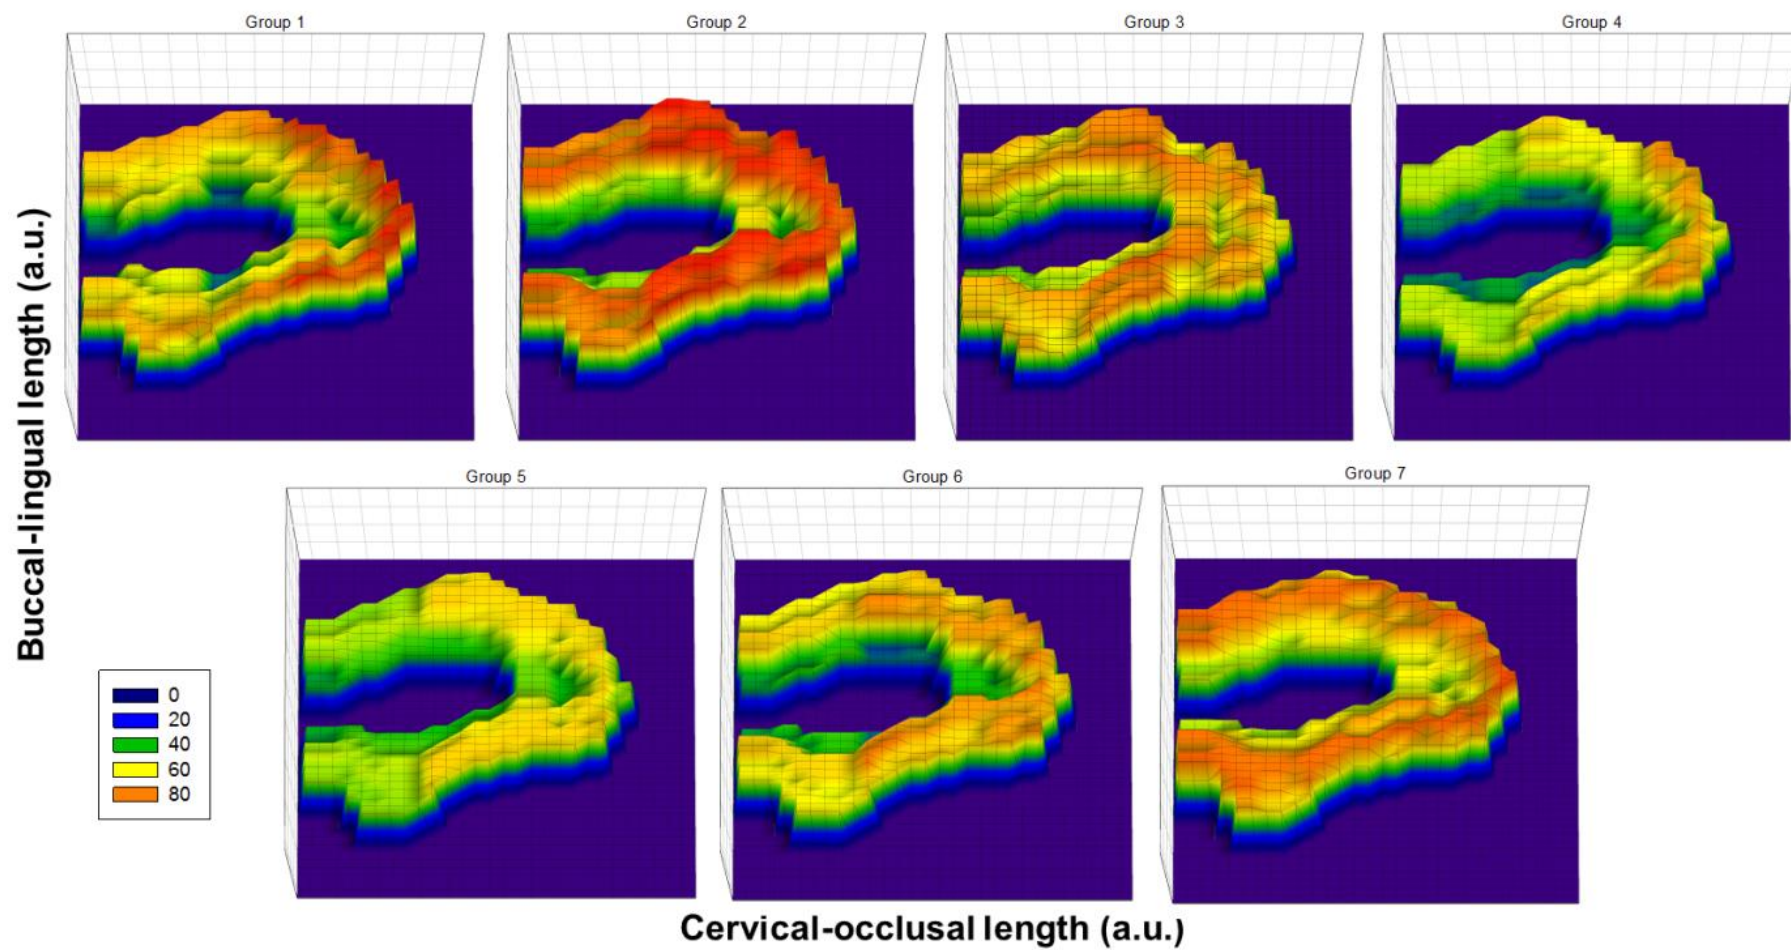 Group 1
Group 2
Group 3
Group 4
Buccal-lingual length (a.u.)
Group 5
Group 6
Group 7
0
20
40
60
80
Cervical-occlusal length (a.u.)